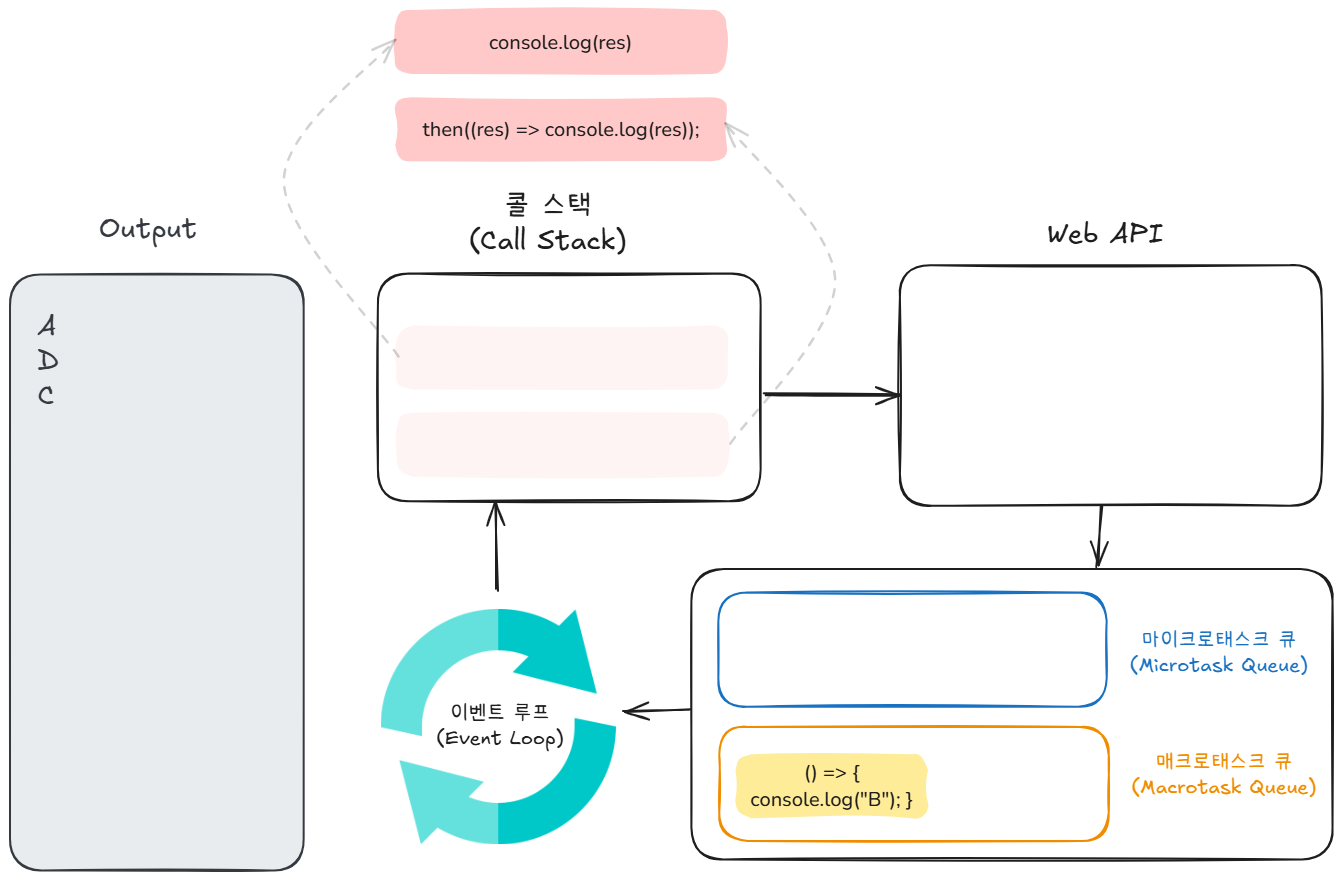 console.log(res)
then((res) => console.log(res));
콜 스택
(Call Stack)
Output
Web API
A
D
C
마이크로태스크 큐
(Microtask Queue)
이벤트 루프
(Event Loop)
매크로태스크 큐
(Macrotask Queue)
() => {
console.log("B"); }